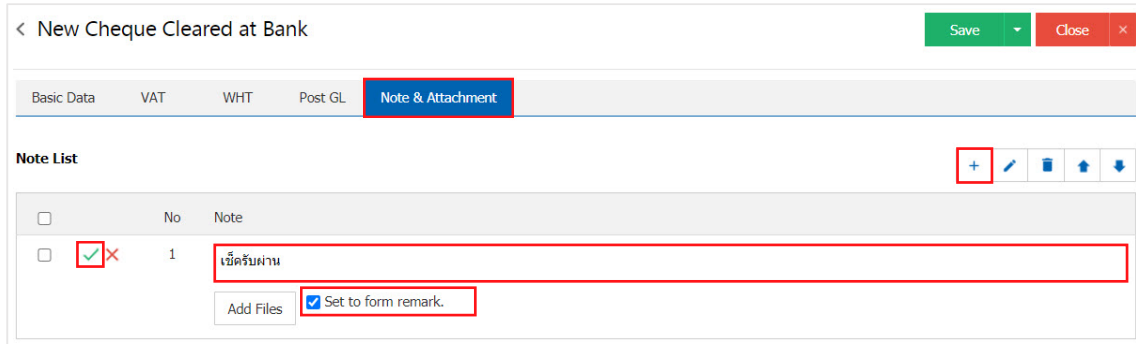 New Cheque Cleared at Bank
Save
Close
Basic Data VAT WHT Post GL Note & Attachment
Note List
No Note
1 เช็ครับผ่าน
Add Files Set to form remark.